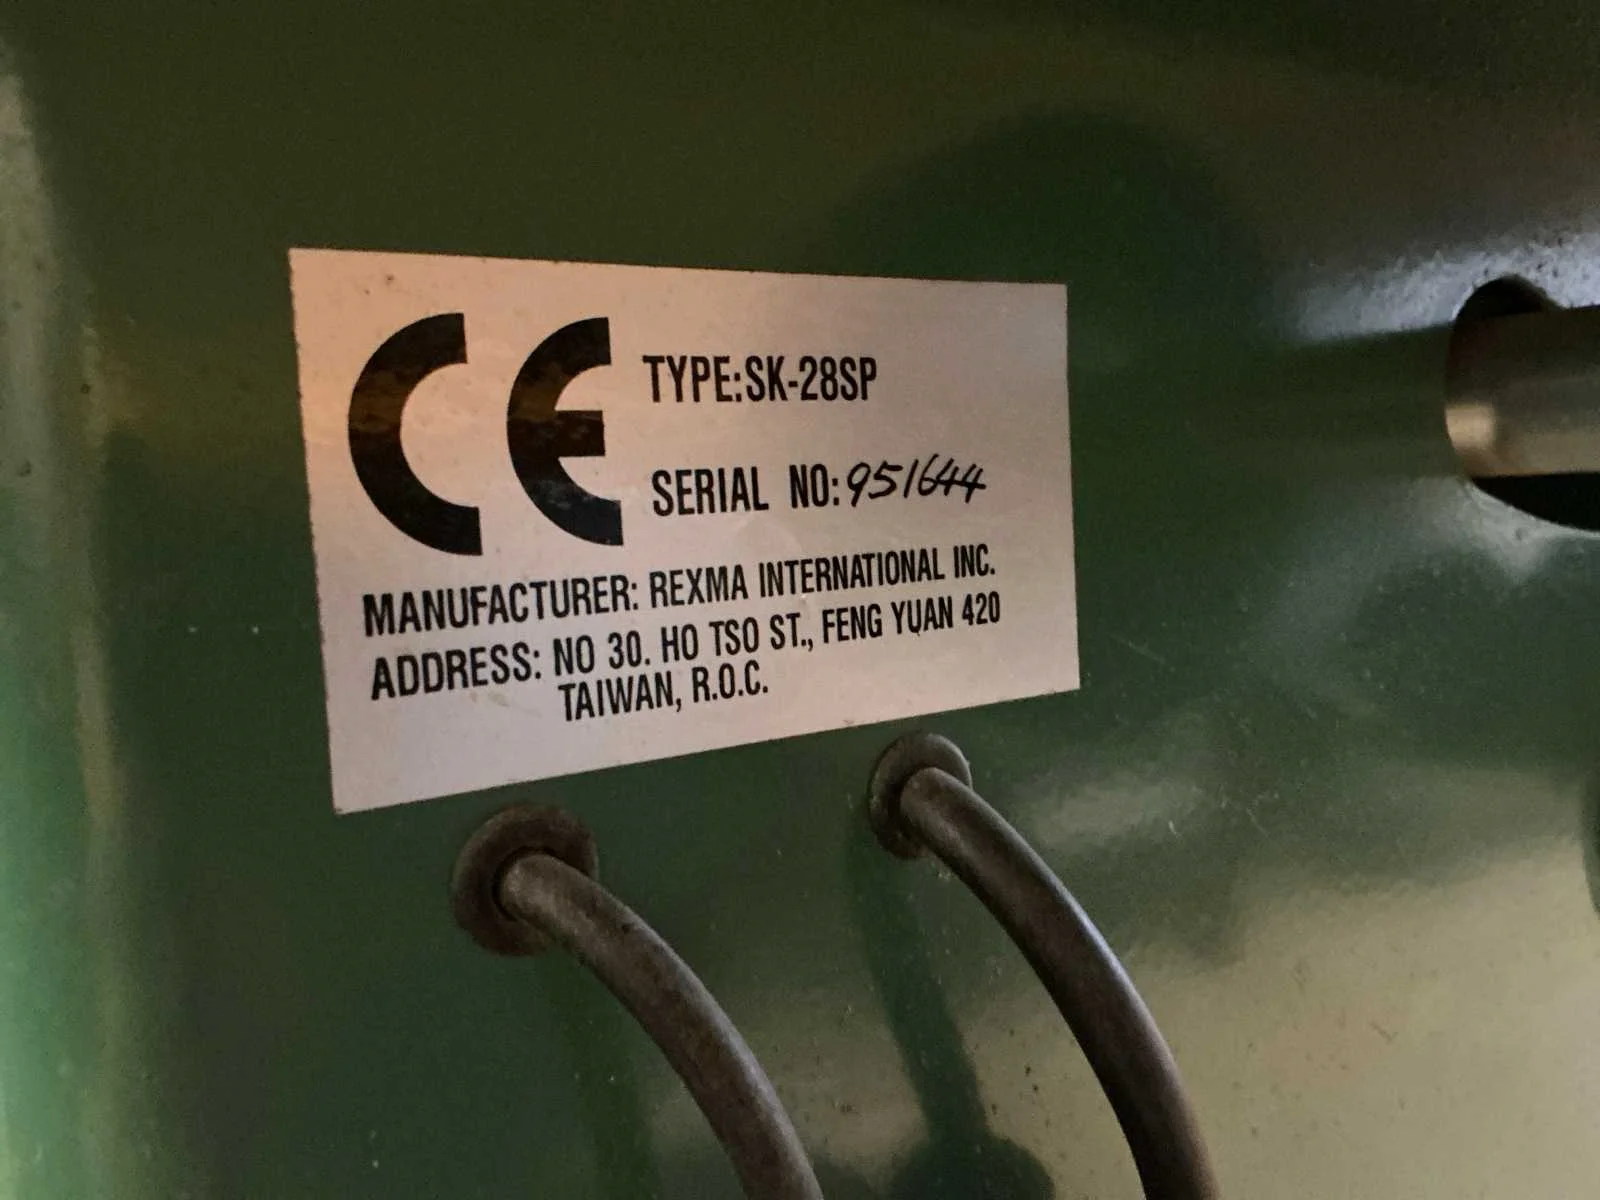 CE
TYPE:SK-28SP
SERIAL NO:951644
MANUFACTURER: REXMA INTERNATIONAL INC.
ADDRESS: NO 30. HO TSO ST., FENG YUAN 420
TAIWAN, R.O.C.